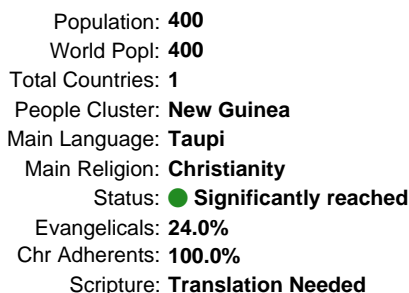 Population: 400
World Popl: 400
Total Countries: 1
People Cluster: New Guinea
Main Language: Taupi
Main Religion: Christianity
Status: Significantly reached
Evangelicals: 24.0%
Chr Adherents: 100.0%
Scripture: Translation Needed